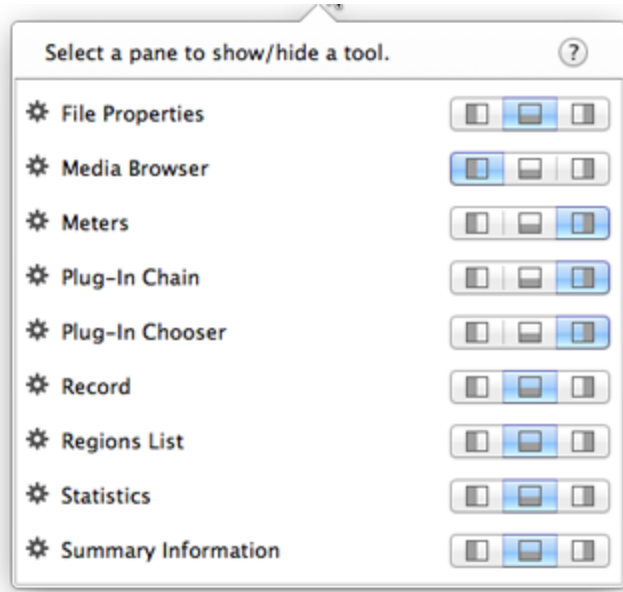 Select a pane to show/hide a tool.
?
File Properties
Media Browser
Meters
Plug-In Chain
Plug-In Chooser
Record
Regions List
Statistics
Summary Information